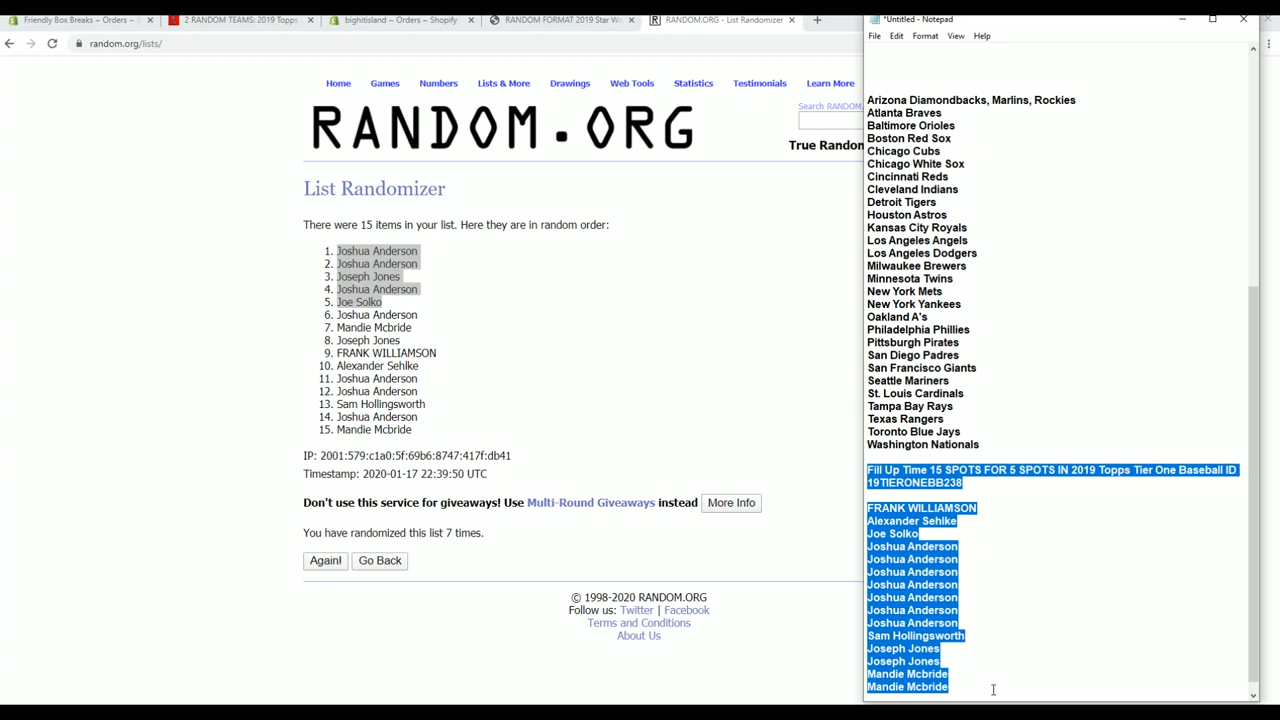 Friendly Box Breaks ~ Orders ~
2 RANDOM TEAMS: 2019 Topps
bighitisland ~ Orders ~ Shopify
RANDOM FORMAT 2019 Star
RANDOM.ORG - List Randomizer
random.org/lists/
Home Games Numbers Lists & More Drawings Web Tools Statistics Testimonials Learn More
Search RANDOM.
RANDOM.ORG
True Random
List Randomizer
There were 15 items in your list. Here they are in random order:
1. Joshua Anderson
2. Joshua Anderson
3. Joseph Jones
4. Joshua Anderson
5. Joe Solko
6. Joshua Anderson
7. Mandie Mcbride
8. Joseph Jones
9. FRANK WILLIAMSON
10. Alexander Sehlke
11. Joshua Anderson
12. Joshua Anderson
13. Sam Hollingsworth
14. Joshua Anderson
15. Mandie Mcbride
IP: 2001:579:c1a0:5f:69b6:8747:417f:db41
Timestamp: 2020-01-17 22:39:50 UTC
Don't use this service for giveaways! Use Multi-Round Giveaways instead More Info
You have randomized this list 7 times.
Again! Go Back
© 1998-2020 RANDOM.ORG
Follow us: Twitter | Facebook
Terms and Conditions
About Us
*Untitled - Notepad
File Edit Format View Help
Arizona Diamondbacks, Marlins, Rockies
Atlanta Braves
Baltimore Orioles
Boston Red Sox
Chicago Cubs
Chicago White Sox
Cincinnati Reds
Cleveland Indians
Detroit Tigers
Houston Astros
Kansas City Royals
Los Angeles Angels
Los Angeles Dodgers
Milwaukee Brewers
Minnesota Twins
New York Mets
New York Yankees
Oakland A's
Philadelphia Phillies
Pittsburgh Pirates
San Diego Padres
San Francisco Giants
Seattle Mariners
St. Louis Cardinals
Tampa Bay Rays
Texas Rangers
Toronto Blue Jays
Washington Nationals
Fill Up Time 15 SPOTS FOR 5 SPOTS IN 2019 Topps Tier One Baseball ID
19TIERONEBB238
FRANK WILLIAMSON
Alexander Sehlke
Joe Solko
Joshua Anderson
Joshua Anderson
Joshua Anderson
Joshua Anderson
Joshua Anderson
Joshua Anderson
Joshua Anderson
Sam Hollingsworth
Joseph Jones
Joseph Jones
Mandie Mcbride
Mandie Mcbride